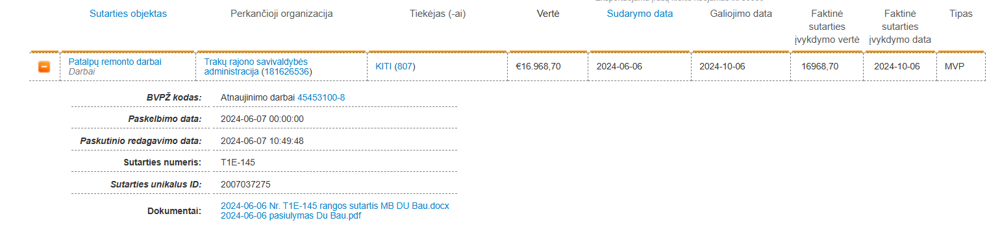 Sutarties objektas Perkančioji organizacija Tiekėjas (-ai) Vertė Sudarymo data Galiojimo data Faktinė sutarties įvykdymo vertė Faktinė sutarties įvykdymo data Tipas
Patalpų remonto darbai
Darbai
Trakų rajono savivaldybės
administracija (181626536)
KITI (807)
€16.968,70
2024-06-06
2024-10-06
16968,70
2024-10-06
MVP
BVPŽ kodas: Atnaujinimo darbai 45453100-8
Paskelbimo data: 2024-06-07 00:00:00
Paskutinio redagavimo data: 2024-06-07 10:49:48
Sutarties numeris: T1E-145
Sutarties unikalus ID: 2007037275
Dokumentai: 2024-06-06 Nr. T1E-145 rangos sutartis MB DU Bau.docx
2024-06-06 pasiulymas Du Bau.pdf